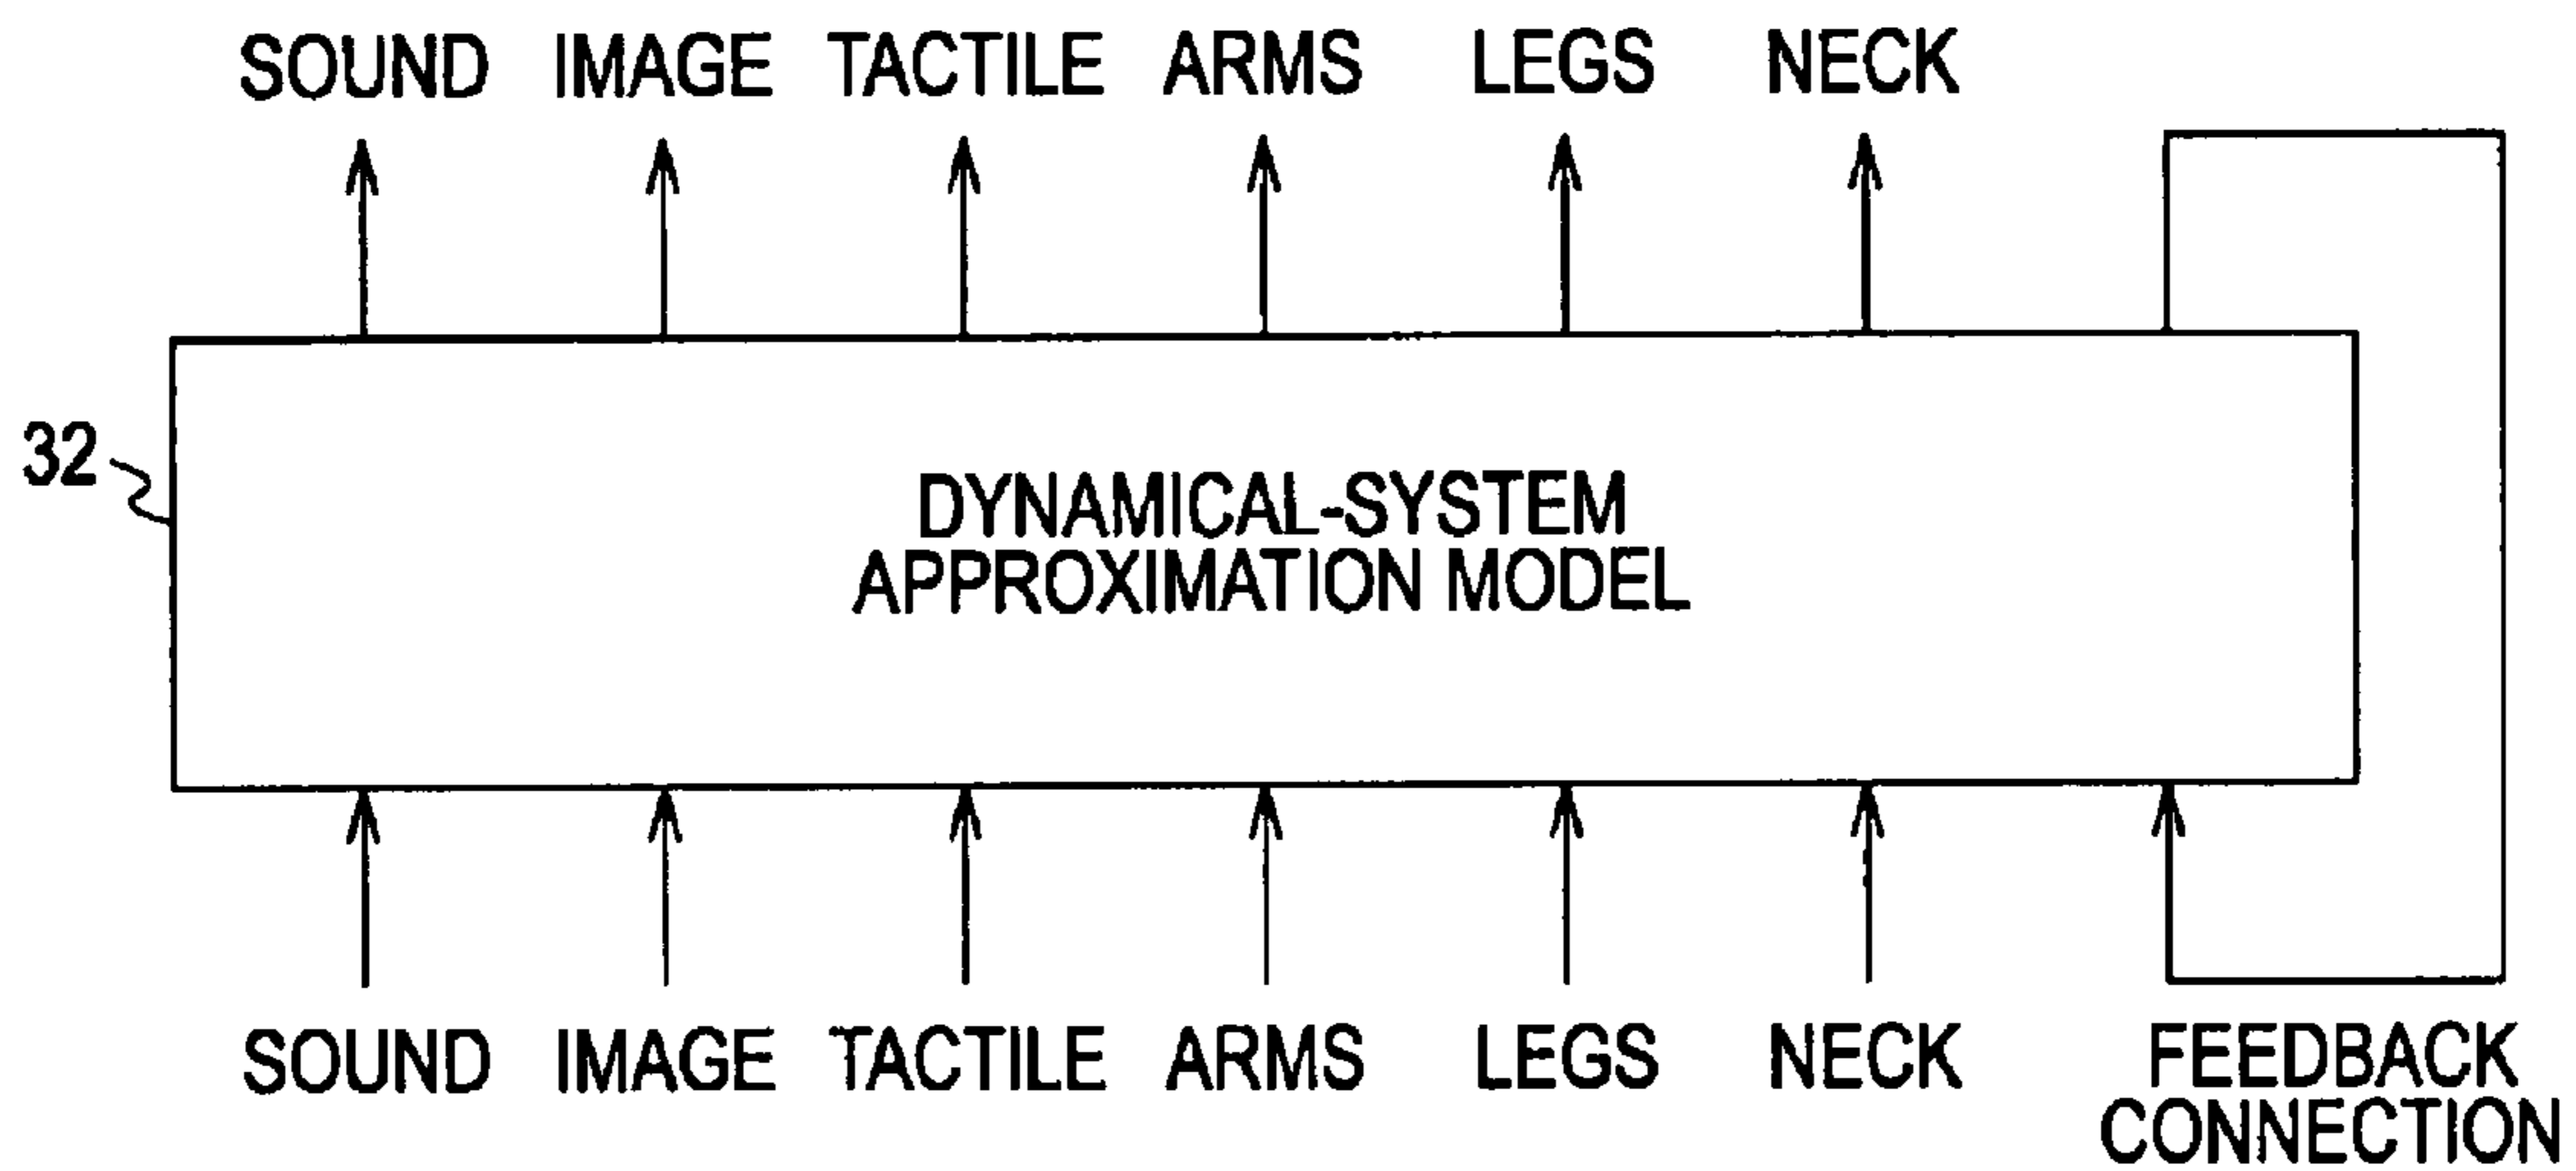 SOUND IMAGE TACTILE ARMS LEGS NECK
32
DYNAMICAL-SYSTEM
APPROXIMATION MODEL
SOUND IMAGE TACTILE ARMS LEGS NECK FEEDBACK
CONNECTION